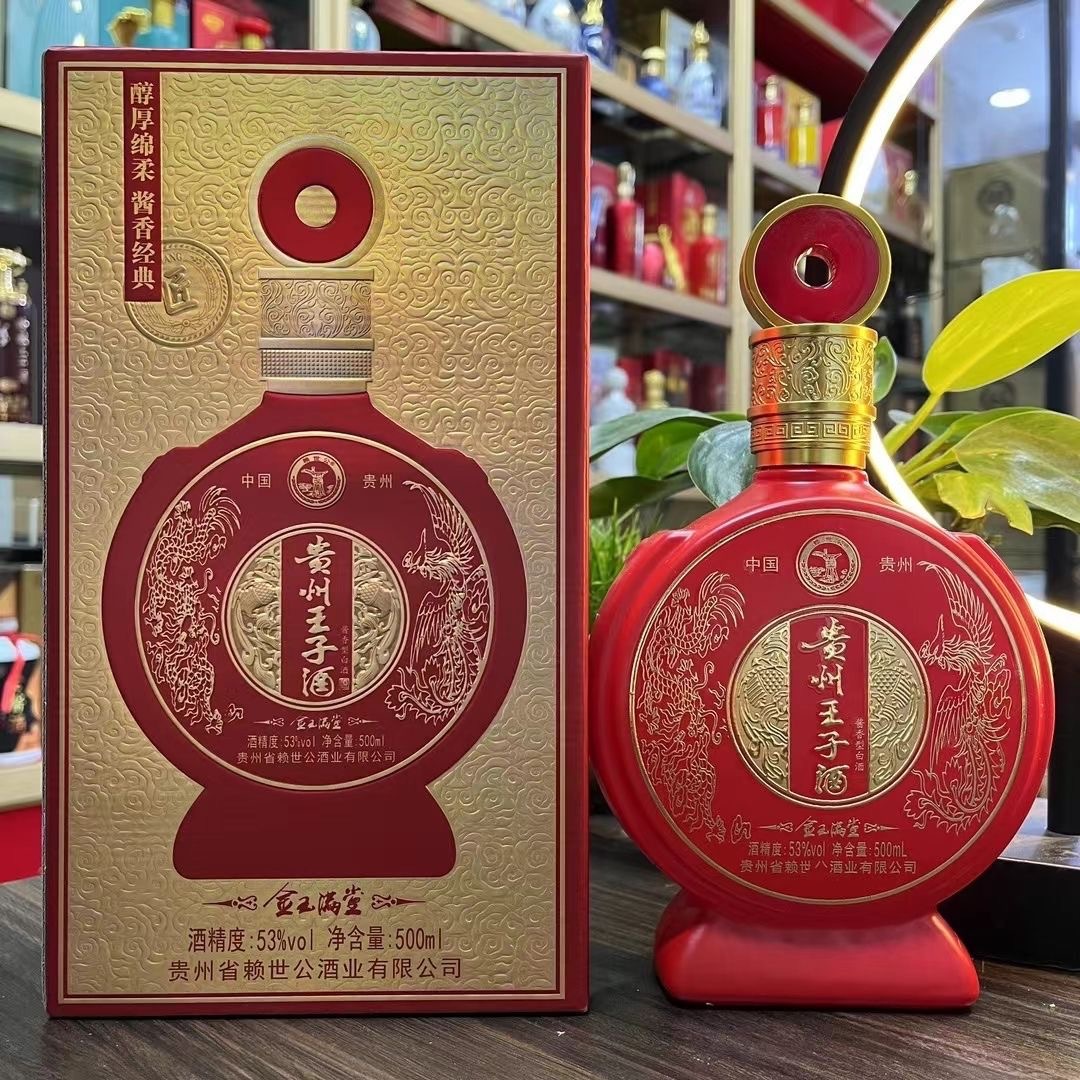 醇厚绵柔 酱香经典
中国
贵州
贵州王子酒
酱香型白酒
金玉满堂
酒精度:53%vol 净含量:500ml
贵州省赖世公酒业有限公司
金玉满堂
酒精度:53%vol 净含量:500ml
贵州省赖世公酒业有限公司
中国
贵州
贵州王子酒
酱香型白酒
金玉满堂
酒精度:53%vol 净含量:500mL
贵州省赖世公酒业有限公司